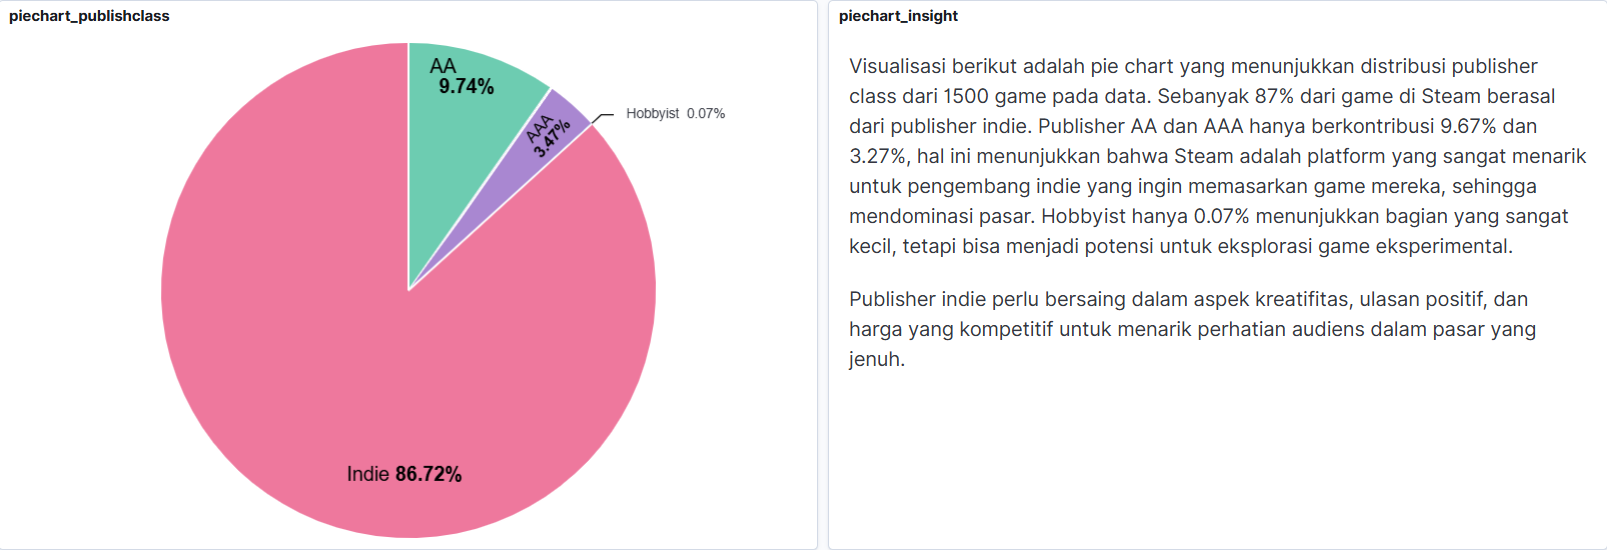 piechart_publishclass
AA
9.74%
AAA
3.47%
Hobbyist 0.07%
Indie 86.72%
piechart_insight
Visualisasi berikut adalah pie chart yang menunjukkan distribusi publisher
class dari 1500 game pada data. Sebanyak 87% dari game di Steam berasal
dari publisher indie. Publisher AA dan AAA hanya berkontribusi 9.67% dan
3.27%, hal ini menunjukkan bahwa Steam adalah platform yang sangat menarik
untuk pengembang indie yang ingin memasarkan game mereka, sehingga
mendominasi pasar. Hobbyist hanya 0.07% menunjukkan bagian yang sangat
kecil, tetapi bisa menjadi potensi untuk eksplorasi game eksperimental.
Publisher indie perlu bersaing dalam aspek kreatifitas, ulasan positif, dan
harga yang kompetitif untuk menarik perhatian audiens dalam pasar yang
jenuh.